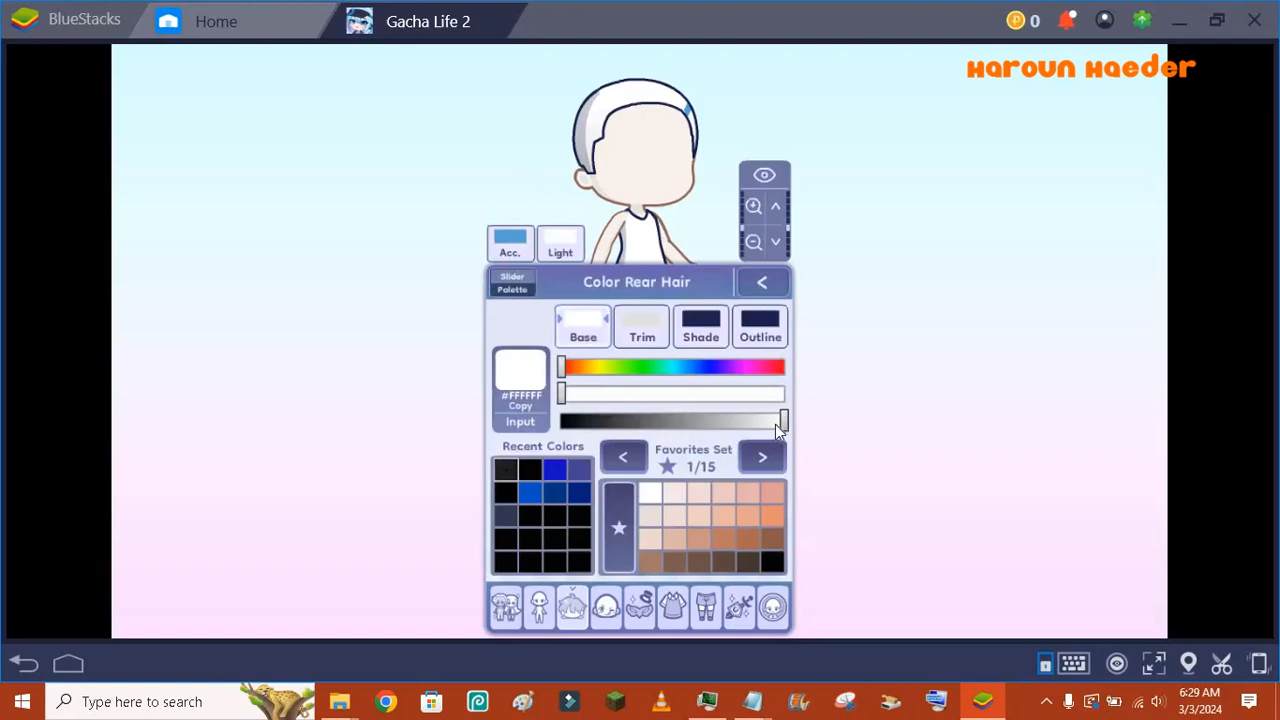 BlueStacks
Home
Gacha Life 2
0
Haroun Haeder
Acc.
Light
Slider
Palette
Color Rear Hair
<
Base
Trim
Shade
Outline
#FFFFFF
Copy
Input
Recent Colors
<
Favorites Set
1/15
>
Type here to search
6:29 AM
3/3/2024